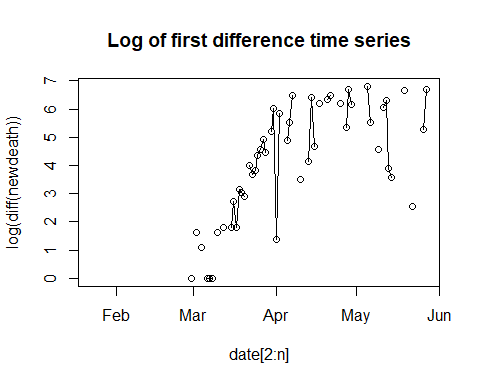 Log of first difference time series
log(diff(newdeath))
7
6
5
4
3
2
1
0
Feb
Mar
Apr
May
Jun
date[2:n]